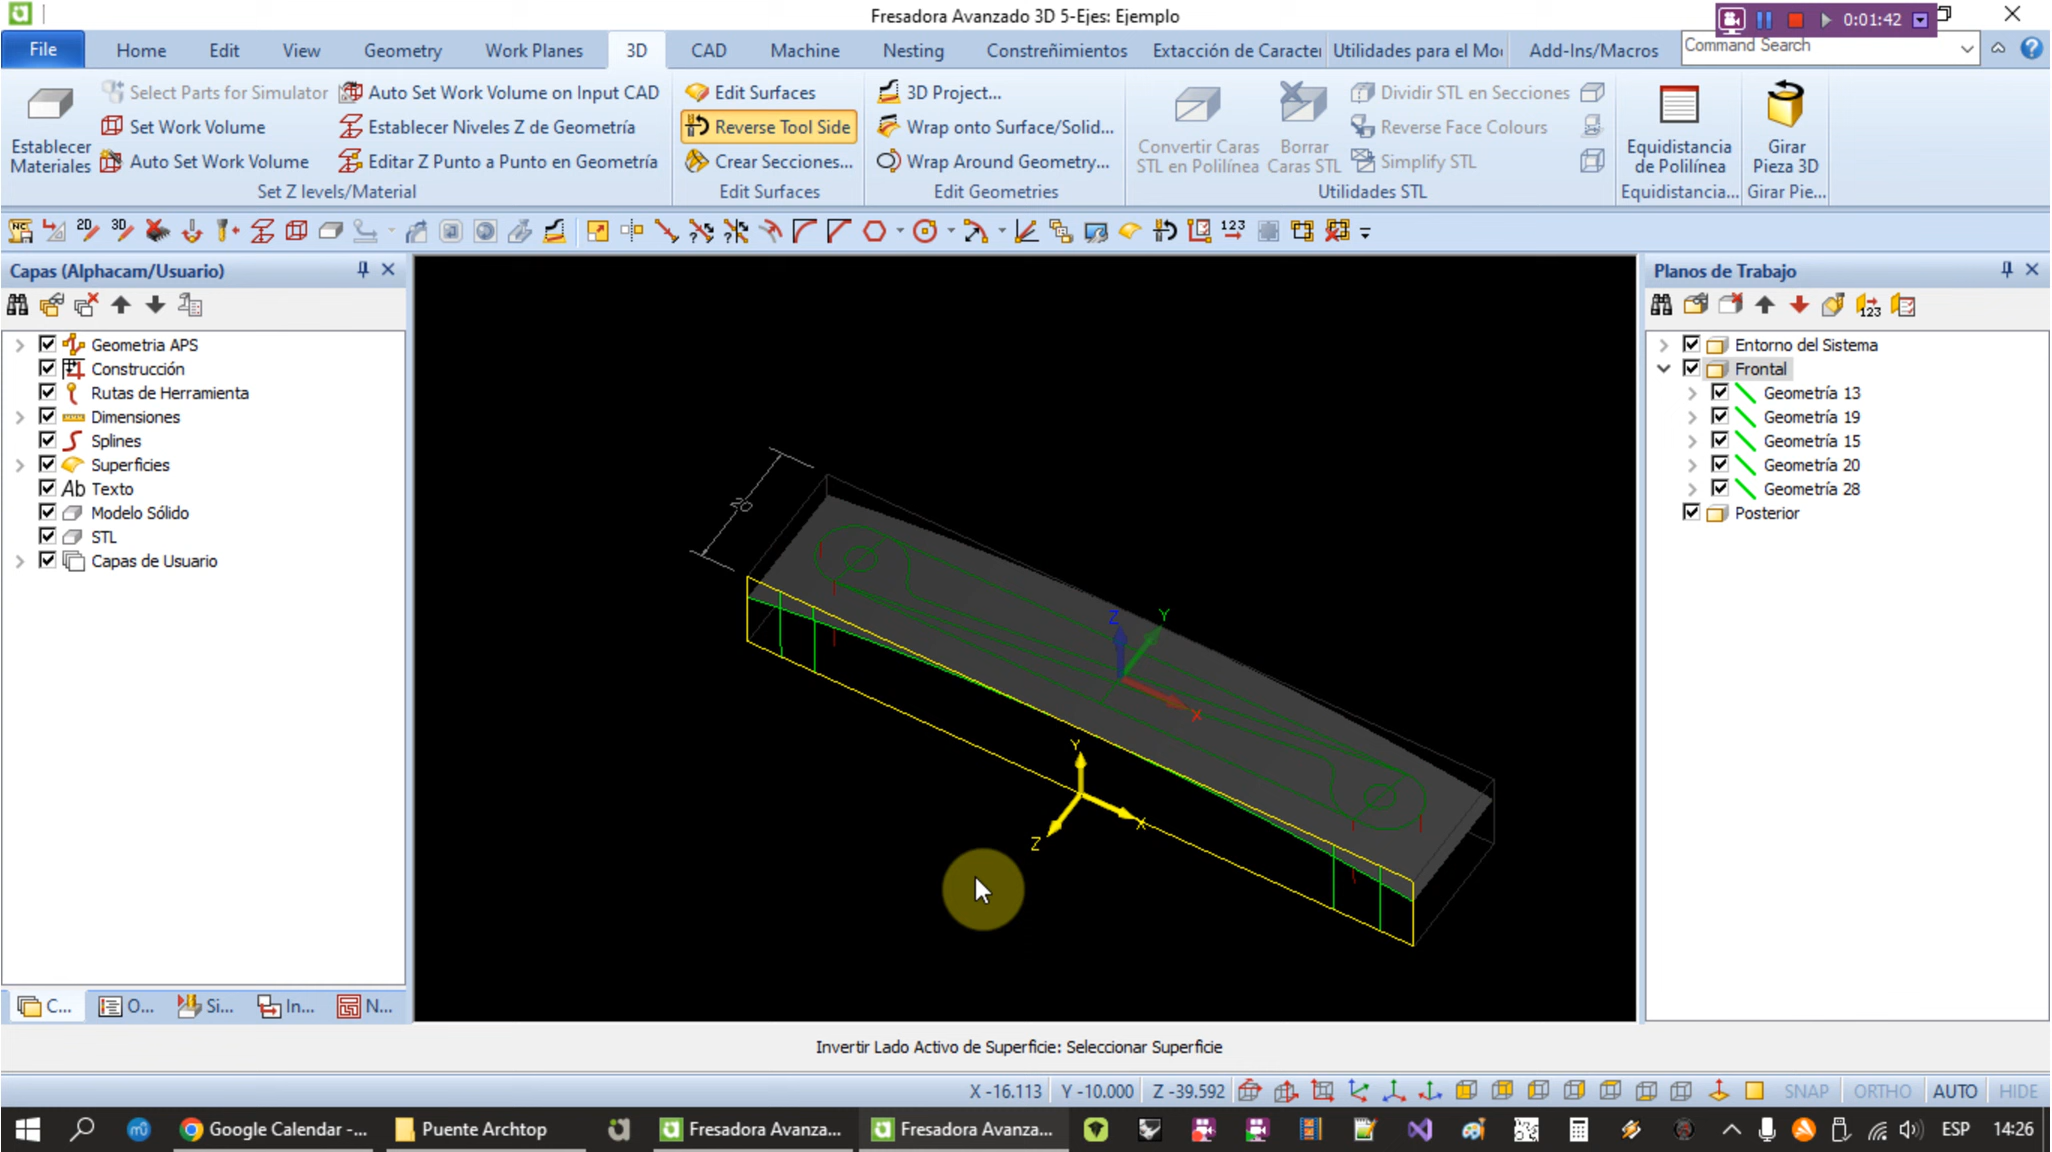 Fresadora Avanzado 3D 5-Ejes: Ejemplo
0:01:42
File
Home
Edit
View
Geometry
Work Planes
3D
CAD
Machine
Nesting
Constreñimientos
Extacción de Caracte
Utilidades para el Mo
Add-Ins/Macros
Command Search
Establecer
Materiales
Select Parts for Simulator
Set Work Volume
Auto Set Work Volume
Auto Set Work Volume on Input CAD
Establecer Niveles Z de Geometría
Editar Z Punto a Punto en Geometría
Set Z levels/Material
Edit Surfaces
Reverse Tool Side
Crear Secciones...
Edit Surfaces
3D Project...
Wrap onto Surface/Solid...
Wrap Around Geometry...
Edit Geometries
Convertir Caras
STL en Polilínea
Borrar
Caras STL
Dividir STL en Secciones
Reverse Face Colours
Simplify STL
Utilidades STL
Equidistancia
de Polilínea
Equidistancia...
Girar
Pieza 3D
Girar Pie...
NC
2D
3D
123
Capas (Alphacam/Usuario)
Geometria APS
Construcción
Rutas de Herramienta
Dimensiones
Splines
Superficies
Ab Texto
Modelo Sólido
STL
Capas de Usuario
C...
O...
Si...
In...
N...
20
Z
Y
X
Y
X
Z
Planos de Trabajo
123
Entorno del Sistema
Frontal
Geometría 13
Geometría 19
Geometría 15
Geometría 20
Geometría 28
Posterior
Invertir Lado Activo de Superficie: Seleccionar Superficie
X -16.113
Y -10.000
Z -39.592
SNAP
ORTHO
AUTO
HIDE
Google Calendar -...
Puente Archtop
Fresadora Avanza...
Fresadora Avanza...
ESP
14:26